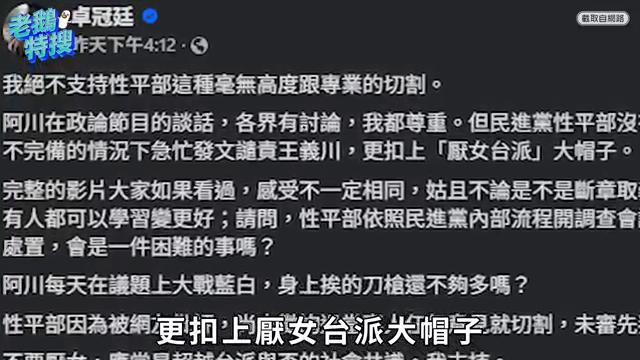 老鵝特搜
卓冠廷
昨天下午4:12
截取自網路
我絕不支持性平部這種毫無高度跟專業的切割。
阿川在政論節目的談話，各界有討論，我都尊重。但民進黨性平部沒
不完備的情況下急忙發文譴責王義川，更扣上「厭女台派」大帽子。
完整的影片大家如果看過，感受不一定相同，姑且不論是不是斷章取
有人都可以學習變更好；請問，性平部依照民進黨內部流程開調查會
處置，會是一件困難的事嗎？
阿川每天在議題上大戰藍白，身上挨的刀槍還不夠多嗎？
性平部因為被網
就切割，未審先
更扣上厭女台派大帽子